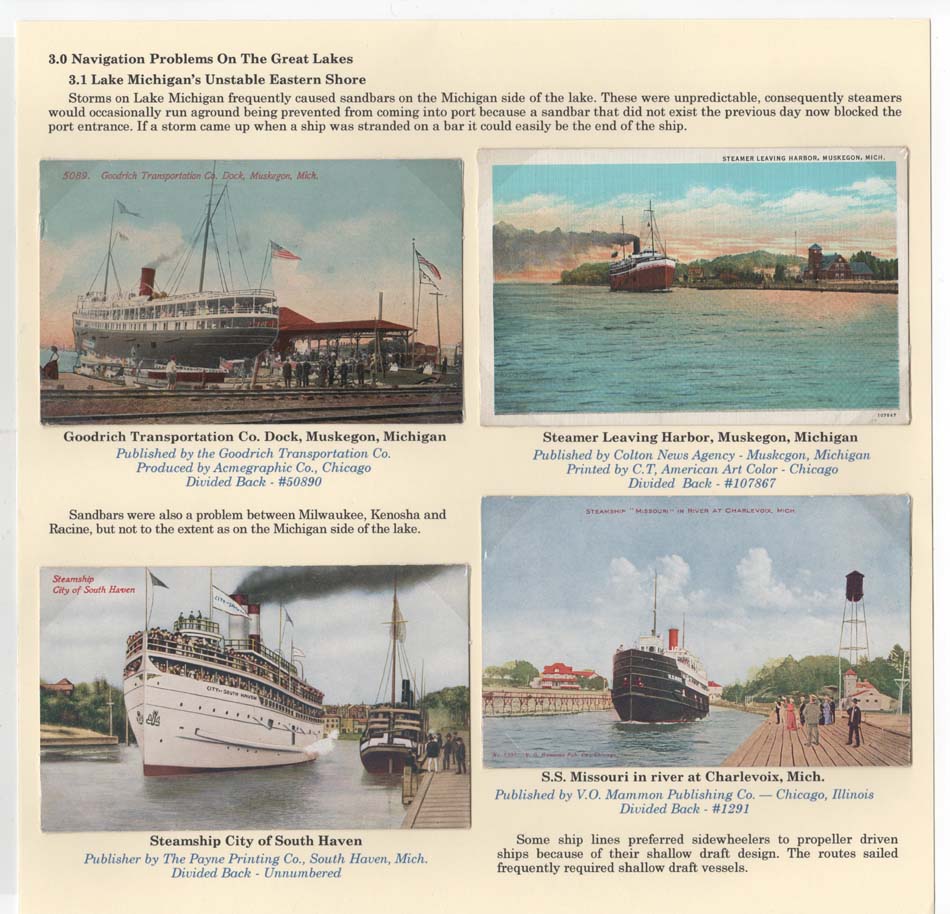 3.0 Navigation Problems On The Great Lakes
3.1 Lake Michigan's Unstable Eastern Shore
Storms on Lake Michigan frequently caused sandbars on the Michigan side of the lake. These were unpredictable, consequently steamers
would occasionally run aground being prevented from coming into port because a sandbar that did not exist the previous day now blocked the
port entrance. If a storm came up when a ship was stranded on a bar it could easily be the end of the ship.
5089. Goodrich Transportation Co. Dock, Muskegon, Mich.
Goodrich Transportation Co. Dock, Muskegon, Michigan
Published by the Goodrich Transportation Co.
Produced by Acmegraphic Co., Chicago
Divided Back - #50890
STEAMER LEAVING HARBOR, MUSKEGON, MICH.
107867
Steamer Leaving Harbor, Muskegon, Michigan
Published by Colton News Agency - Muskcgon, Michigan
Printed by C.T, American Art Color - Chicago
Divided Back - #107867
Sandbars were also a problem between Milwaukee, Kenosha and
Racine, but not to the extent as on the Michigan side of the lake.
Steamship
City of South Haven
CITY OF SOUTH HAVEN
Steamship City of South Haven
Publisher by The Payne Printing Co., South Haven, Mich.
Divided Back - Unnumbered
STEAMSHIP "MISSOURI" IN RIVER AT CHARLEVOIX, MICH.
S.S. Missouri in river at Charlevoix, Mich.
Published by V.O. Mammon Publishing Co. — Chicago, Illinois
Divided Back - #1291
Some ship lines preferred sidewheelers to propeller driven
ships because of their shallow draft design. The routes sailed
frequently required shallow draft vessels.